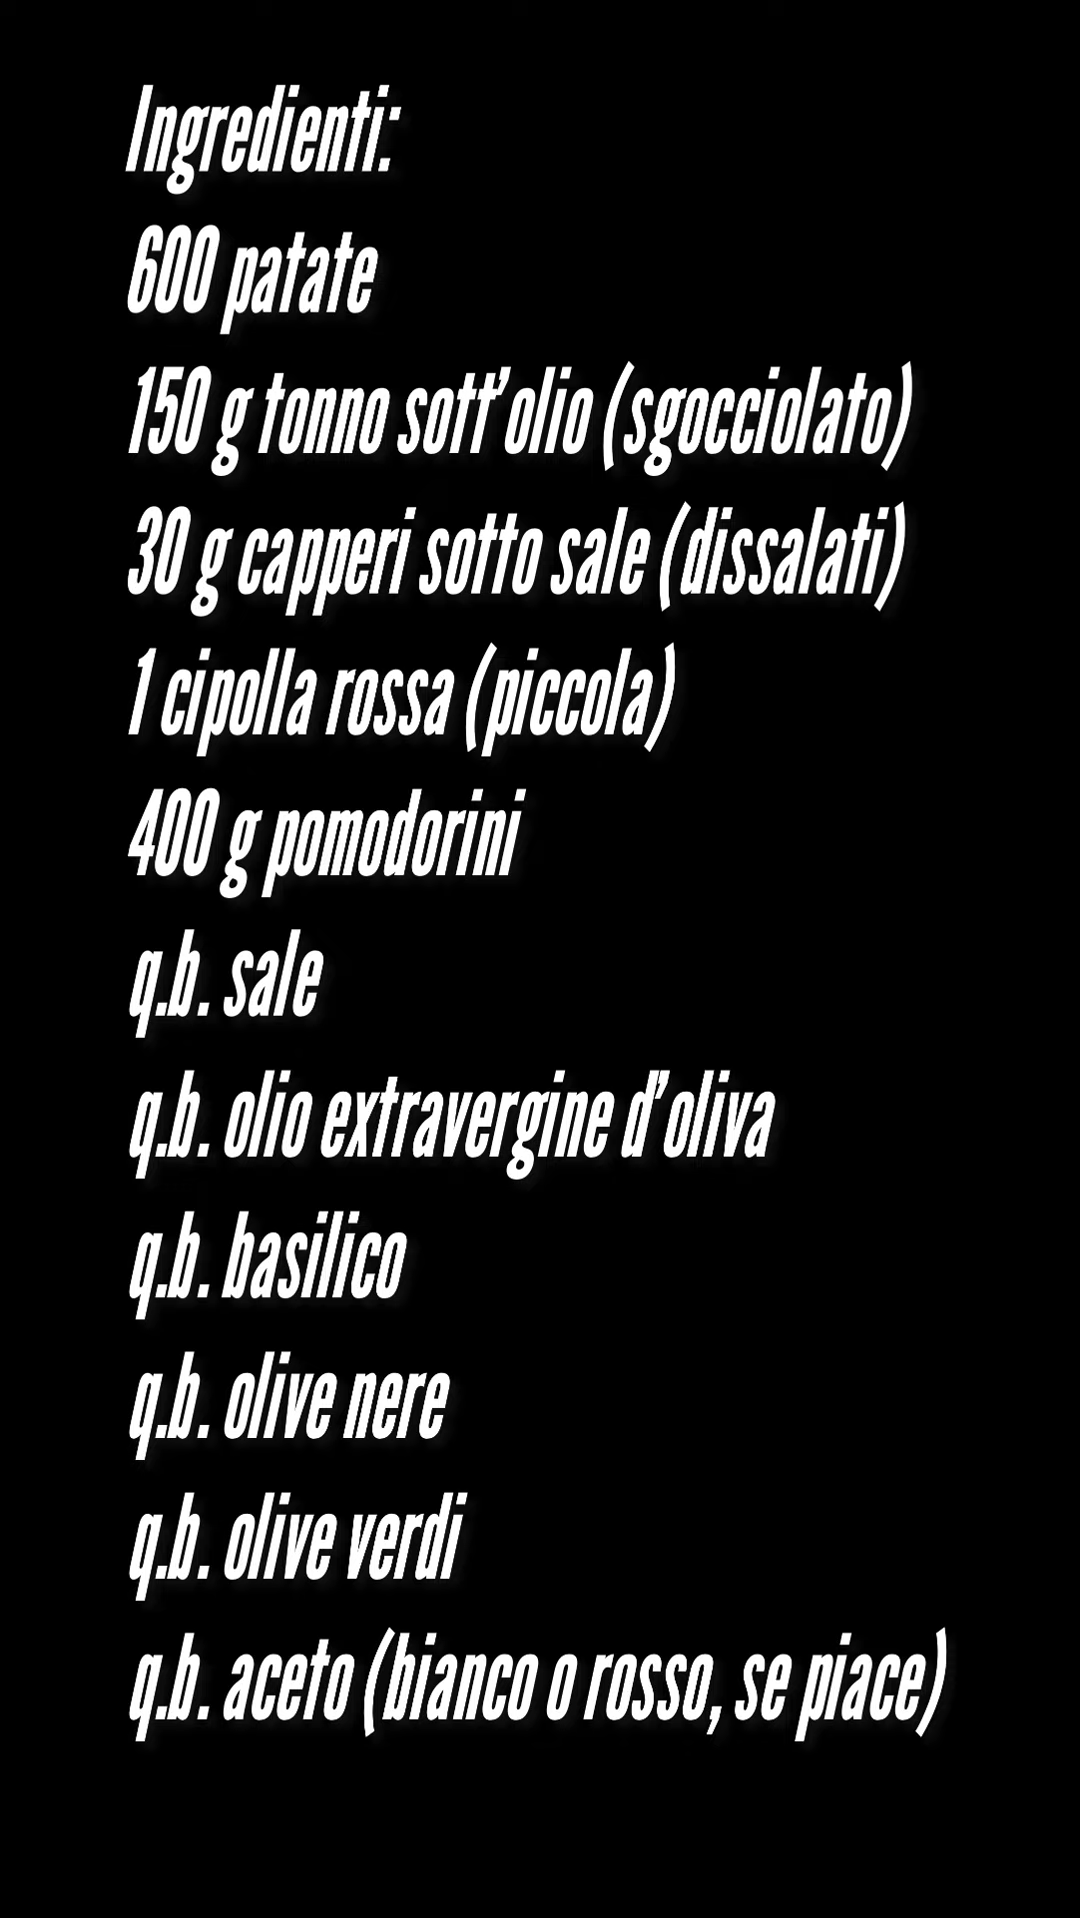 Ingredienti:
600 patate
150 g tonno sott'olio (sgocciolato)
30 g capperi sotto sale (dissalati)
1 cipolla rossa (piccola)
400 g pomodorini
q.b. sale
q.b. olio extravergine d'oliva
q.b. basilico
q.b. olive nere
q.b. olive verdi
q.b. aceto (bianco o rosso, se piace)